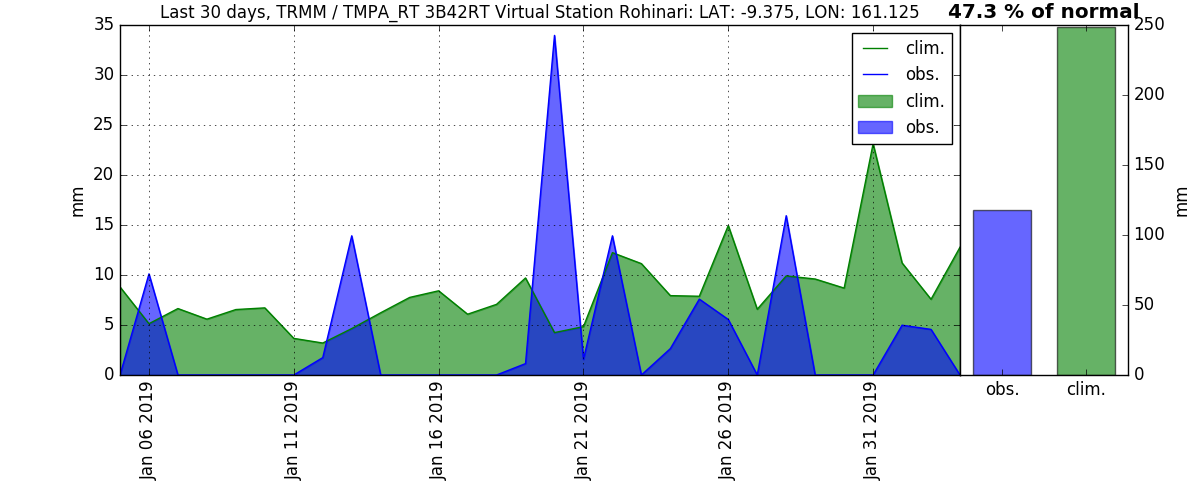 Last 30 days, TRMM / TMPA_RT 3B42RT Virtual Station Rohinari: LAT: -9.375, LON: 161.125
47.3 % of normal
35
30
25
20
15
10
5
0
mm
clim.
obs.
clim.
obs.
Jan 06 2019
Jan 11 2019
Jan 16 2019
Jan 21 2019
Jan 26 2019
Jan 31 2019
250
200
150
100
50
0
mm
obs.
clim.